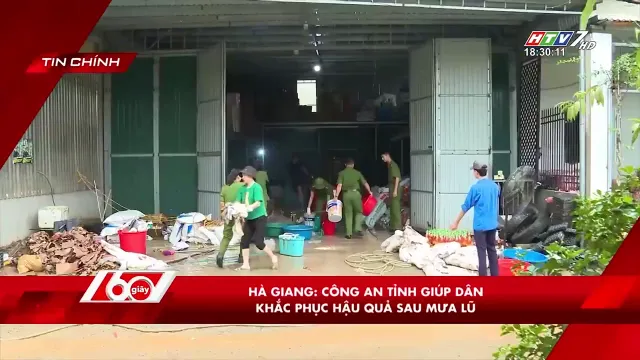 TIN CHÍNH
HTV7 HD
18:30:11
60
giây
HÀ GIANG: CÔNG AN TỈNH GIÚP DÂN
KHẮC PHỤC HẬU QUẢ SAU MƯA LŨ